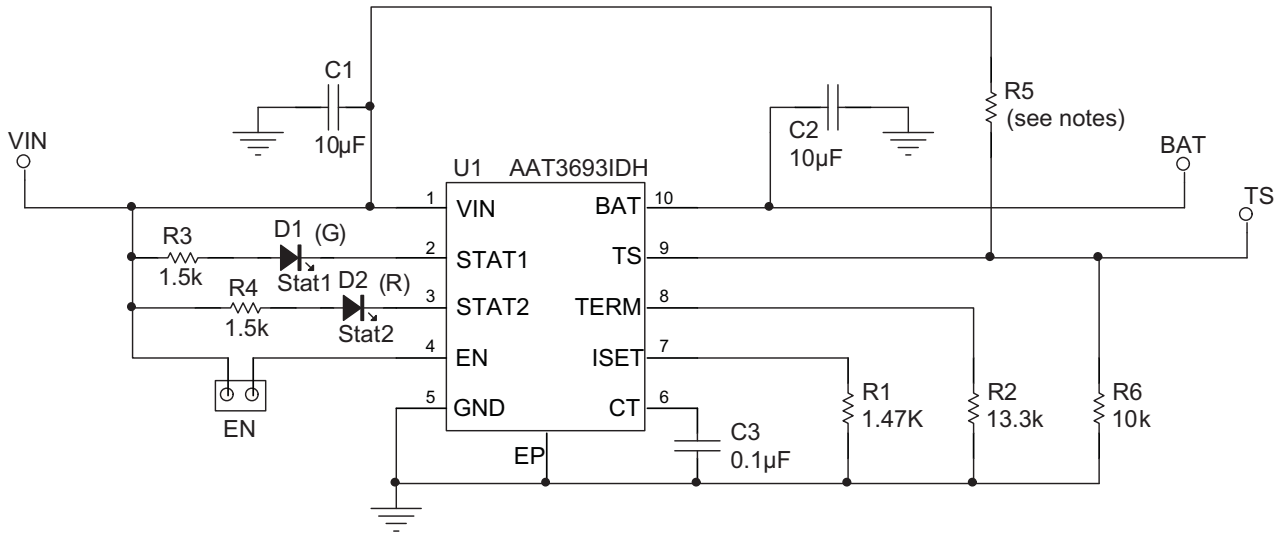 C1
10µF
VIN
R5
(see notes)
C2
10µF
BAT
TS
U1 AAT3693IDH
1 VIN
BAT 10
R3
1.5k
D1 (G)
Stat1
2 STAT1
TS 9
R4
1.5k
D2 (R)
Stat2
3 STAT2
TERM 8
4 EN
ISET 7
EN
5 GND
CT 6
R1
1.47K
R2
13.3k
R6
10k
C3
0.1µF
EP